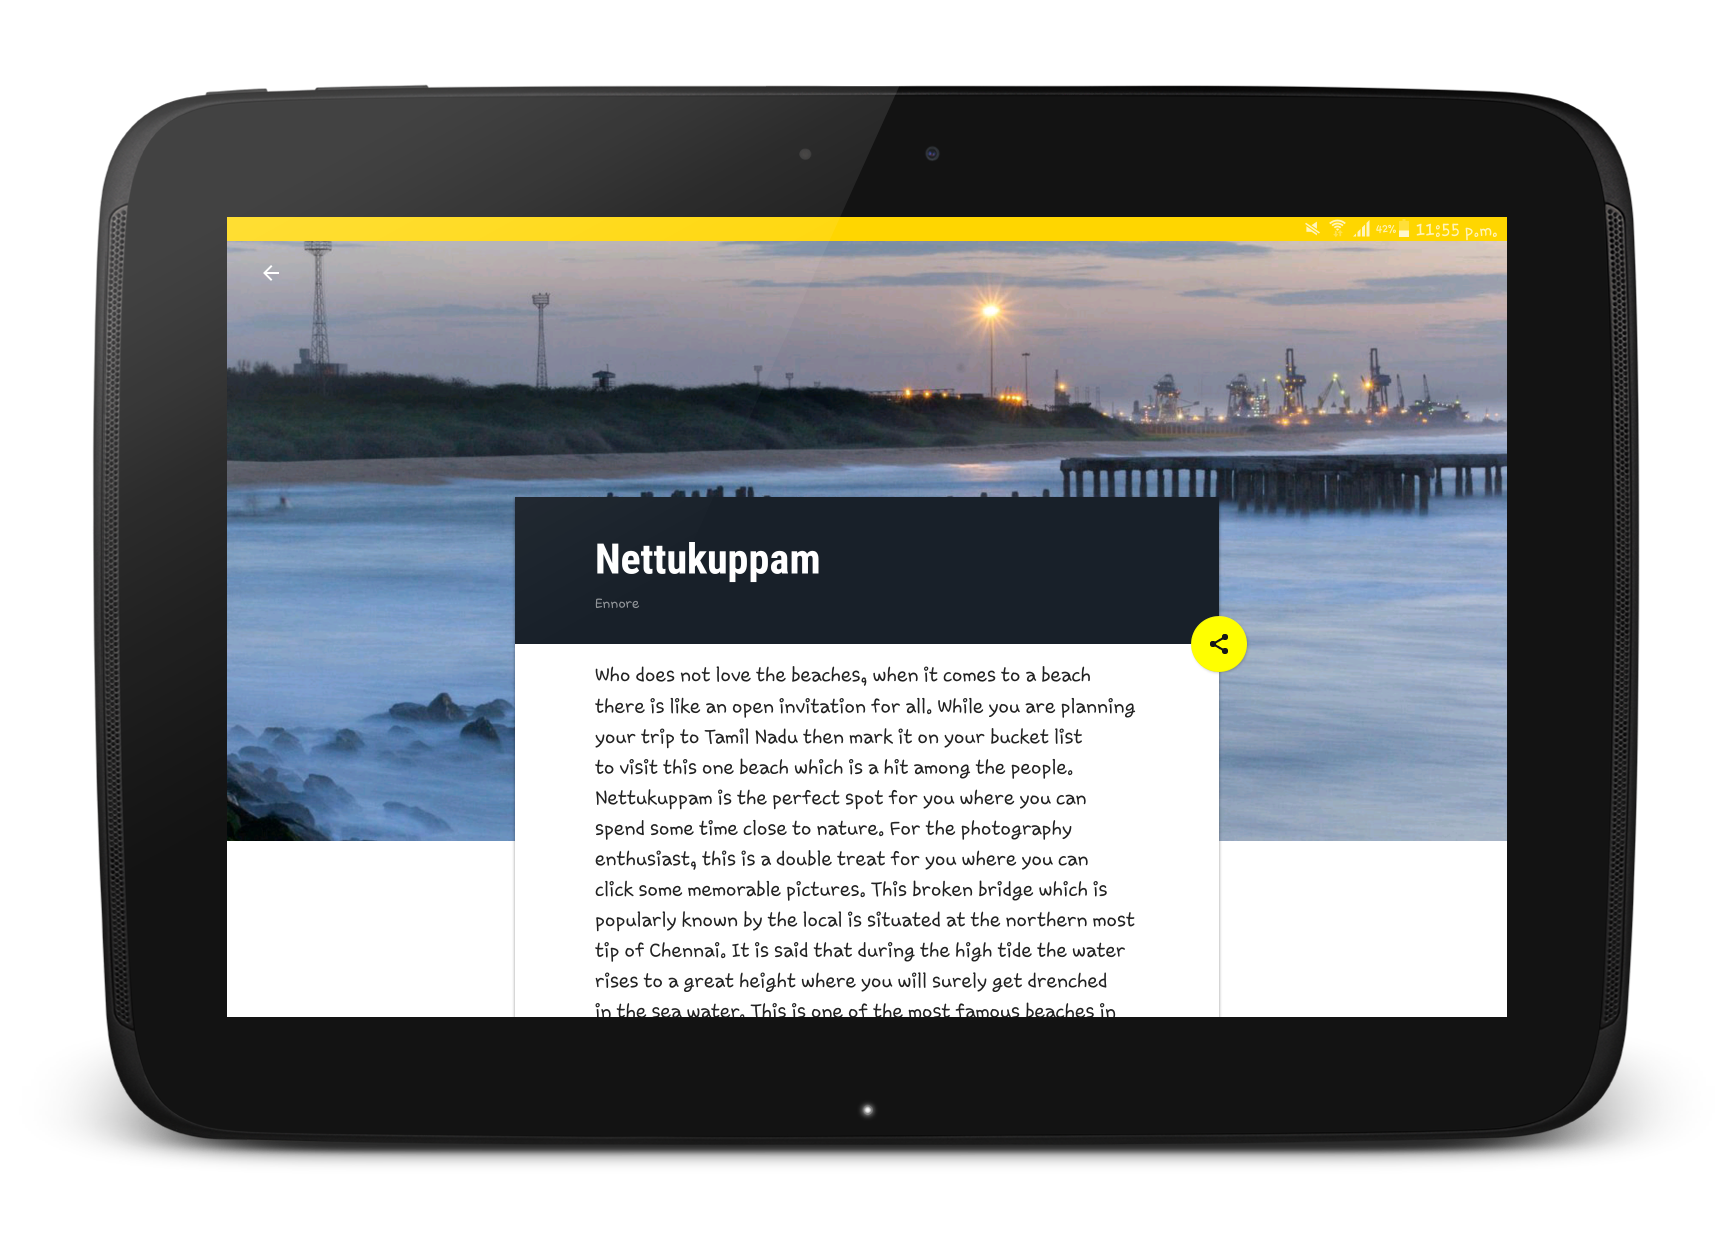 42% 11:55 p.m.
Nettukuppam
Ennore
Who does not love the beaches, when it comes to a beach
there is like an open invitation for all. While you are planning
your trip to Tamil Nadu then mark it on your bucket list
to visit this one beach which is a hit among the people.
Nettukuppam is the perfect spot for you where you can
spend some time close to nature. For the photography
enthusiast, this is a double treat for you where you can
click some memorable pictures. This broken bridge which is
popularly known by the local is situated at the northern most
tip of Chennai. It is said that during the high tide the water
rises to a great height where you will surely get drenched
in the sea water. This is one of the most famous beaches in